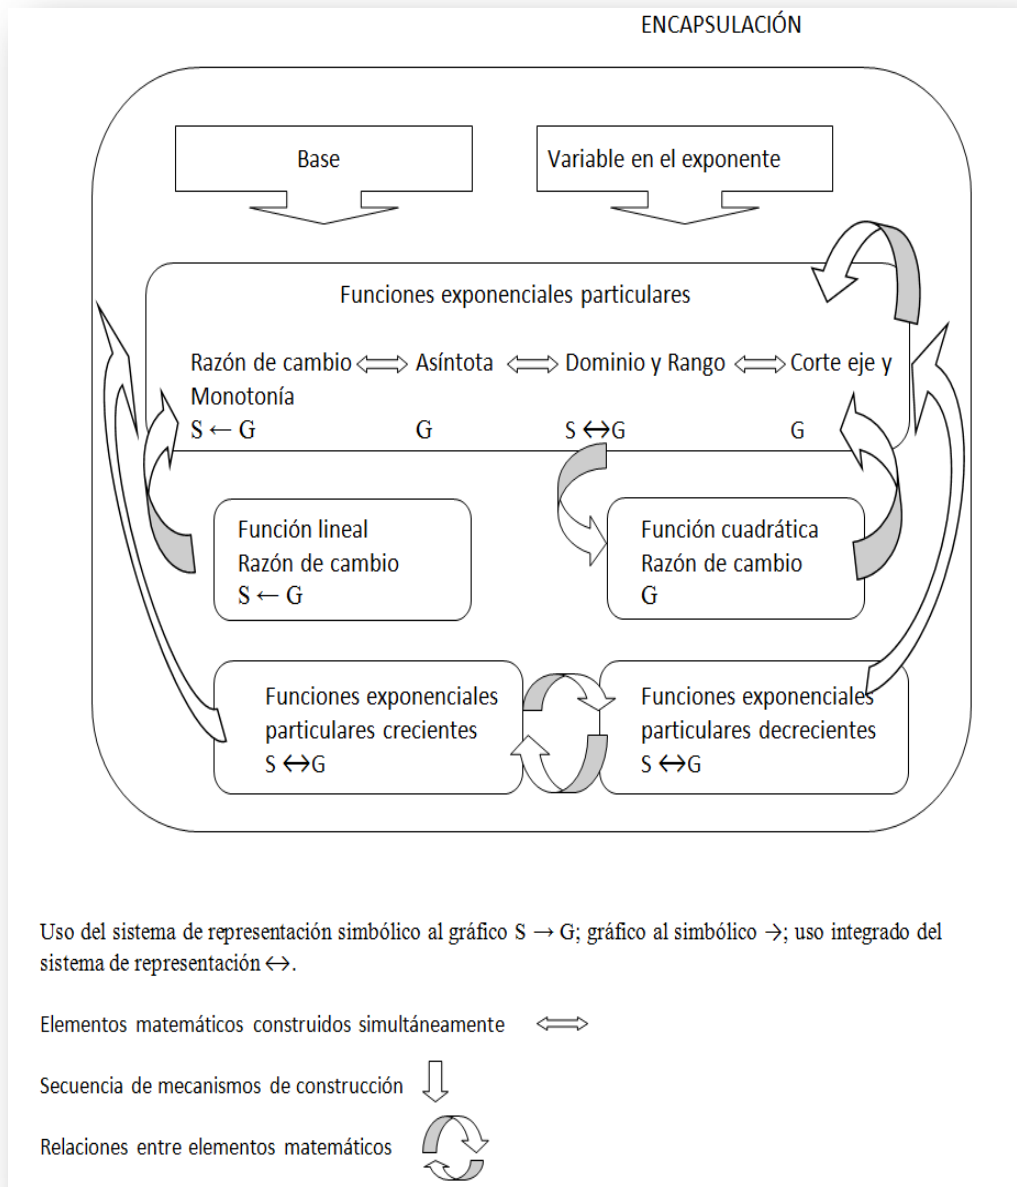 ENCAPSULACIÓN
Base
Variable en el exponente
Funciones exponenciales particulares
Razón de cambio ⟺ Asíntota ⟺ Dominio y Rango ⟺ Corte eje y
Monotonía
S ← G G S ↔G G
Función lineal
Razón de cambio
S ← G
Función cuadrática
Razón de cambio
G
Funciones exponenciales
particulares crecientes
S ↔G
Funciones exponenciales
particulares decrecientes
S ↔G
Uso del sistema de representación simbólico al gráfico S → G; gráfico al simbólico →; uso integrado del
sistema de representación ↔.
Elementos matemáticos construidos simultáneamente
Secuencia de mecanismos de construcción
Relaciones entre elementos matemáticos